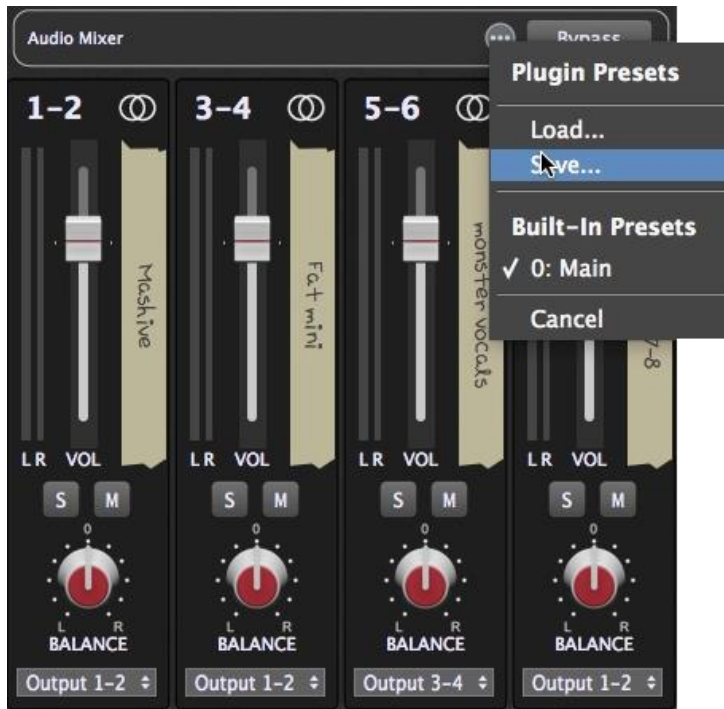 Audio Mixer
Bypass
Plugin Presets
Load...
Save...
Built-In Presets
✓ 0: Main
Cancel
1-2
3-4
5-6
Mashive
Fat mini
monster vocals
7-8
L R VOL
L R VOL
L R VOL
L R VOL
S M
S M
S M
S M
0
0
0
0
L R
L R
L R
L R
BALANCE
BALANCE
BALANCE
BALANCE
Output 1-2
Output 1-2
Output 3-4
Output 1-2